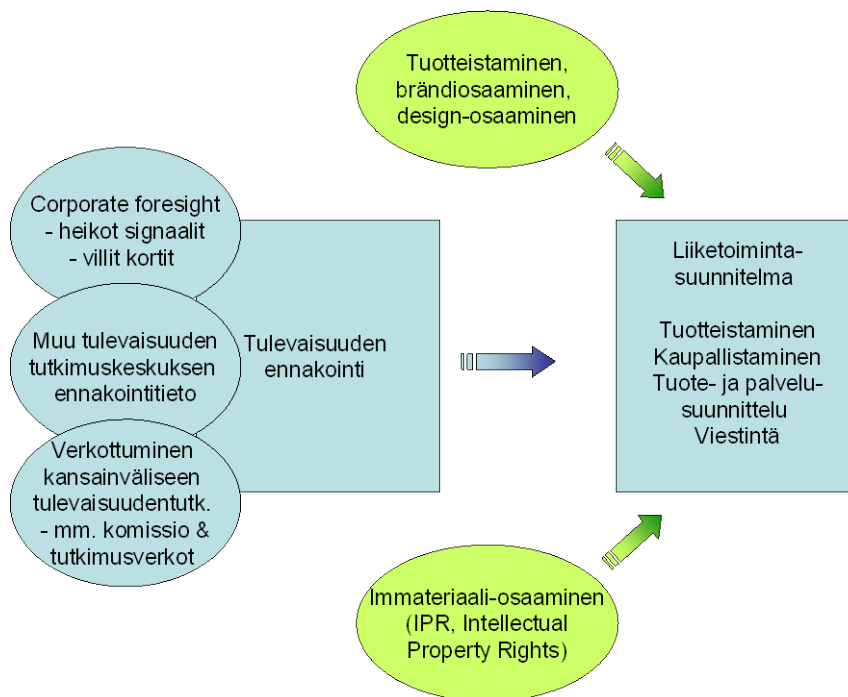 Tuotteistaminen,
brändiosaaminen,
design-osaaminen
Corporate foresight
- heikot signaalit
- villit kortit
Muu tulevaisuuden
tutkimuskeskuksen
ennakointitieto
Verkottuminen
kansainväliseen
tulevaisuudentutk.
- mm. komissio &
tutkimusverkot
Tulevaisuuden
ennakointi
Liiketoiminta-
suunnitelma
Tuotteistaminen
Kaupallistaminen
Tuote- ja palvelu-
suunnittelu
Viestintä
Immateriaali-osaaminen
(IPR, Intellectual
Property Rights)